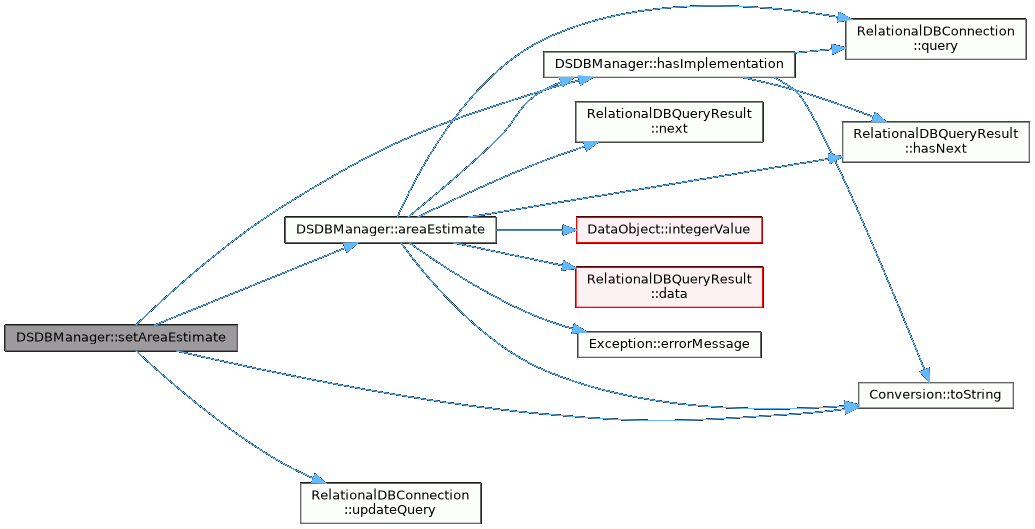 RelationalDBConnection
::query
DSDBManager::hasImplementation
RelationalDBQueryResult
::next
RelationalDBQueryResult
::hasNext
DSDBManager::areaEstimate
DataObject::integerValue
RelationalDBQueryResult
::data
DSDBManager::setAreaEstimate
Exception::errorMessage
Conversion::toString
RelationalDBConnection
::updateQuery